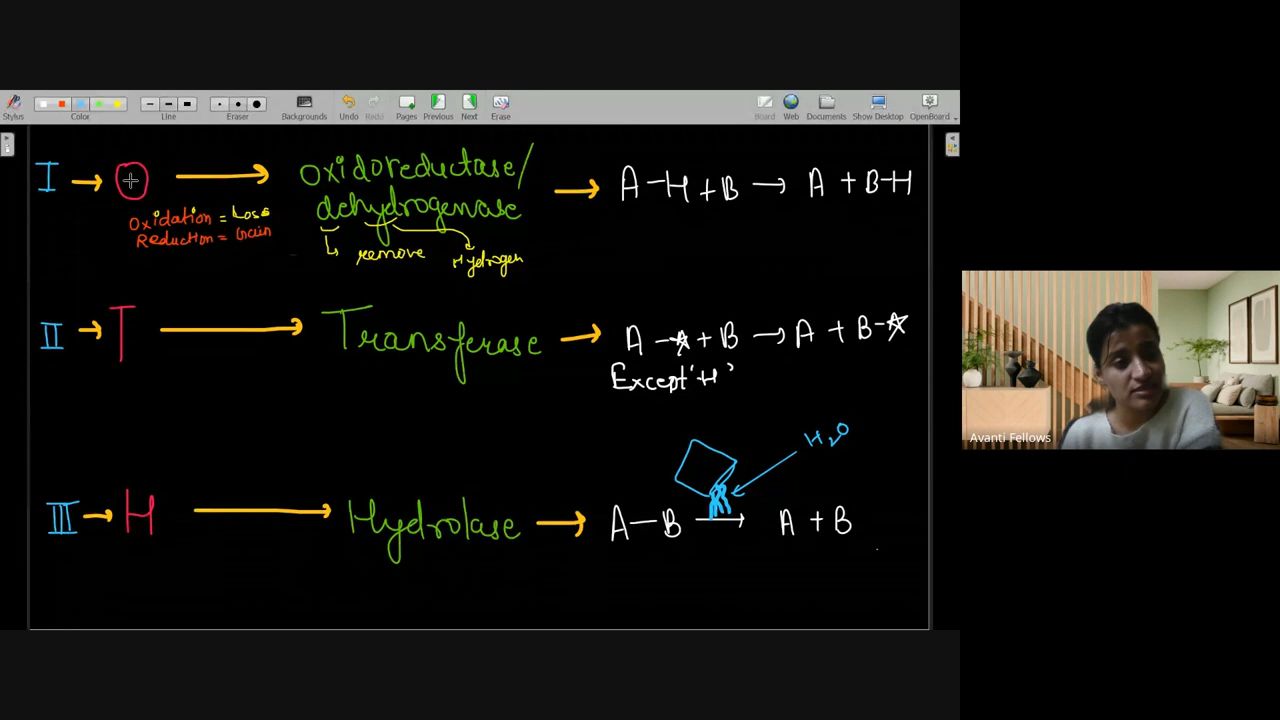 Stylus
Color
Line
Eraser
Backgrounds
Undo
Redo
Pages
Previous
Next
Erase
Board
Web
Documents
Show Desktop
OpenBoard
I → O → Oxidoreductase/ dehydrogenase → A-H + B → A + B-H
Oxidation = Loss
Reduction = Gain
remove
Hydrogen
II → T → Transferase → A-☆ + B → A + B-☆
Except 'H'
H₂O
III → H → Hydrolase → A-B → A + B
Avanti Fellows